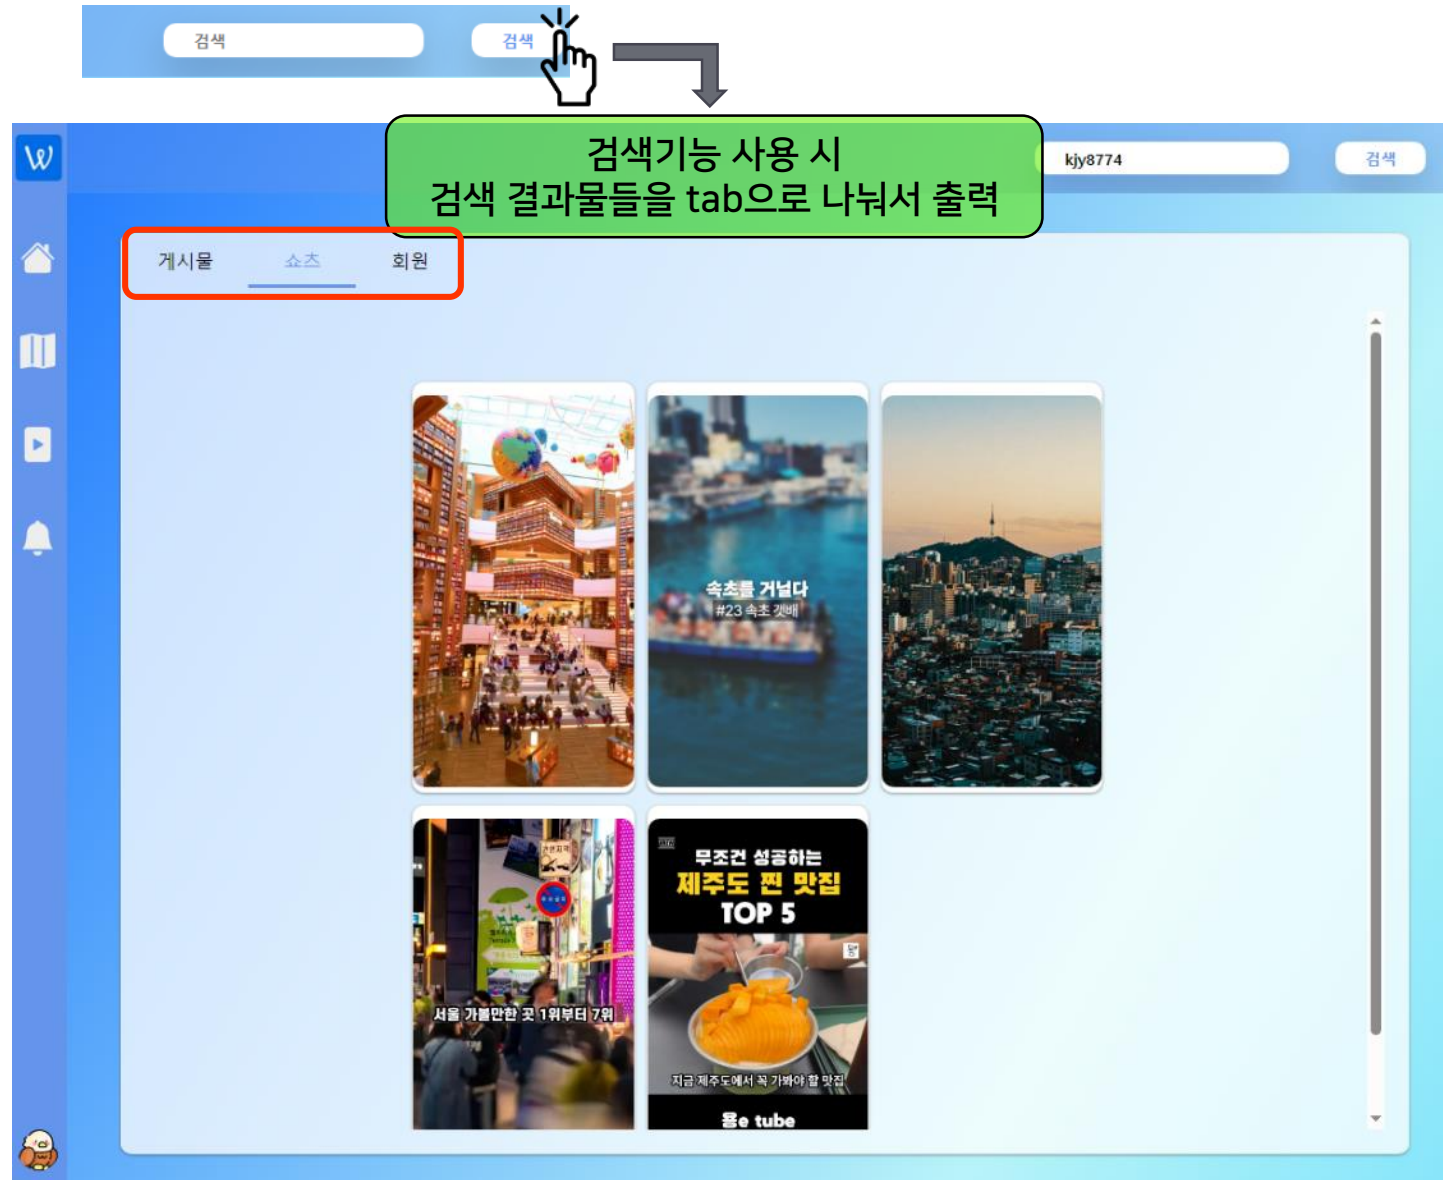 검색
검색
검색기능 사용 시
검색 결과물들을 tab으로 나눠서 출력
W
kjy8774
검색
게시물
쇼츠
회원
속초를 거닐다
#23 속초 갯배
서울 가볼만한 곳 1위부터 7위
무조건 성공하는
제주도 찐 맛집
TOP 5
지금 제주도에서 꼭 가봐야 할 맛집
용e tube